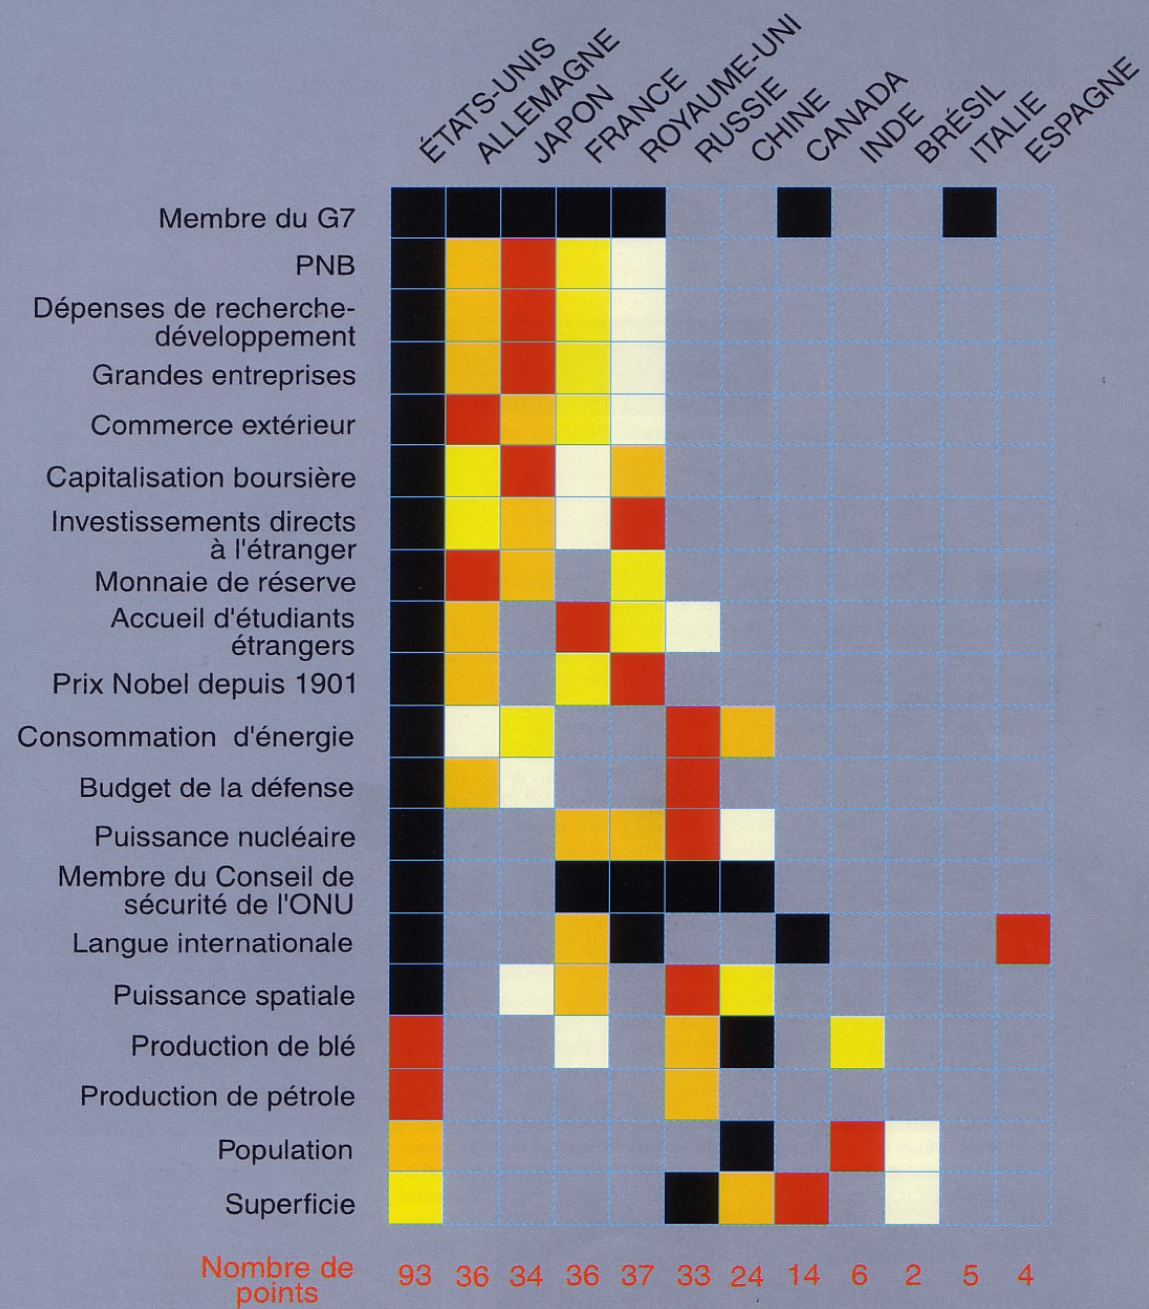 ÉTATS-UNIS
ALLEMAGNE
JAPON
FRANCE
ROYAUME-UNI
RUSSIE
CHINE
CANADA
INDE
BRÉSIL
ITALIE
ESPAGNE
Membre du G7
PNB
Dépenses de recherche-
développement
Grandes entreprises
Commerce extérieur
Capitalisation boursière
Investissements directs
à l'étranger
Monnaie de réserve
Accueil d'étudiants
étrangers
Prix Nobel depuis 1901
Consommation d'énergie
Budget de la défense
Puissance nucléaire
Membre du Conseil de
sécurité de l'ONU
Langue internationale
Puissance spatiale
Production de blé
Production de pétrole
Population
Superficie
Nombre de
points
93 36 34 36 37 33 24 14 6 2 5 4